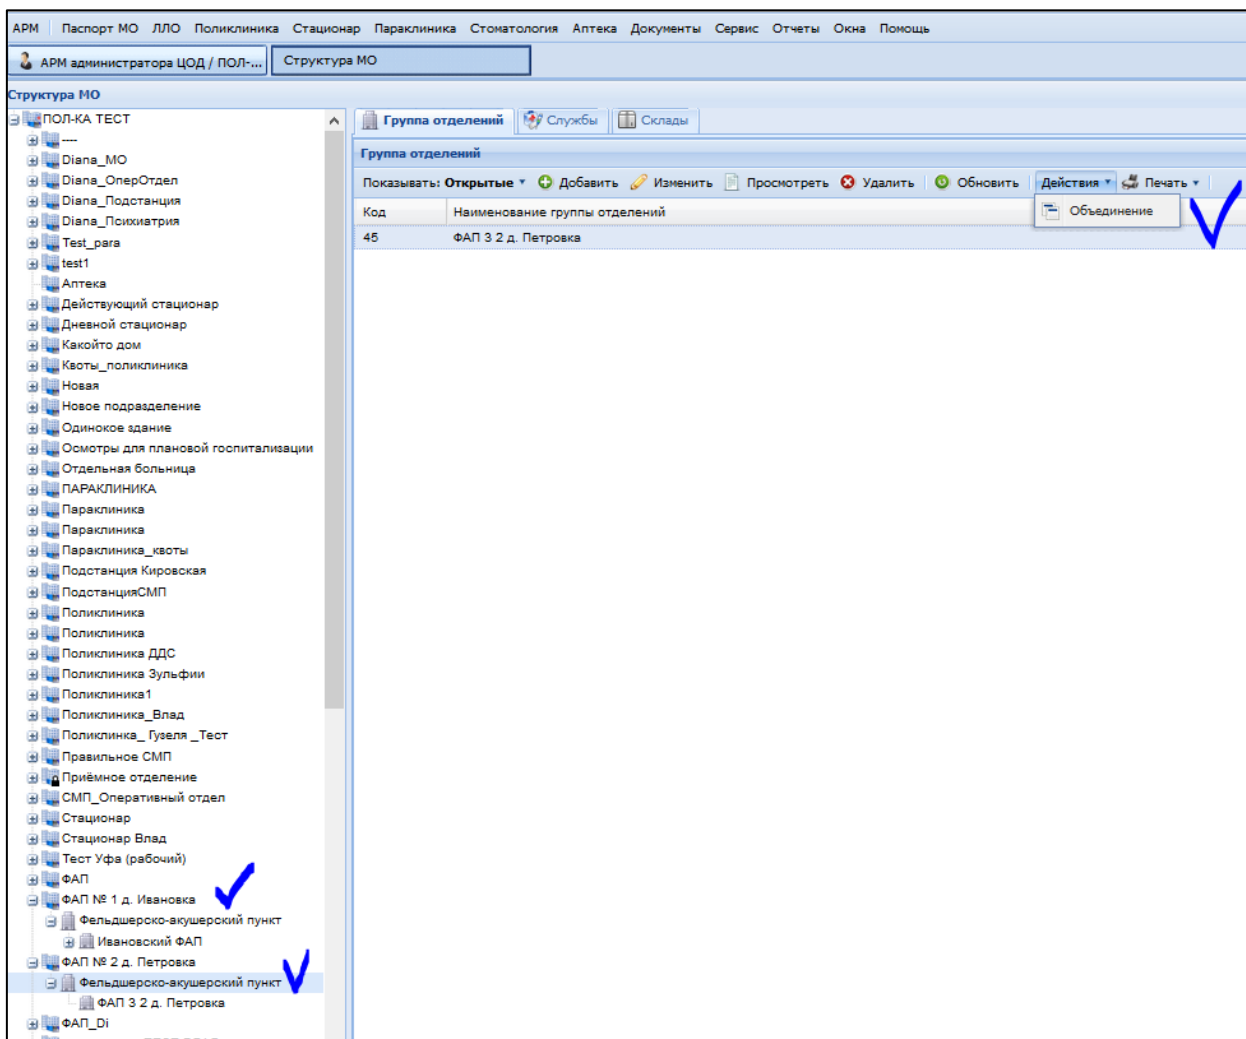 АРМ Паспорт МО ЛЛО Поликлиника Стационар Параклиника Стоматология Аптека Документы Сервис Отчеты Окна Помощь
АРМ администратора ЦОД / ПОЛ-... Структура МО
Структура МО
ПОЛ-КА ТЕСТ
----
Diana_МО
Diana_ОперОтдел
Diana_Подстанция
Diana_Психиатрия
Test_para
test1
Аптека
Действующий стационар
Дневной стационар
Какойто дом
Квоты_поликлиника
Новая
Новое подразделение
Одинокое здание
Осмотры для плановой госпитализации
Отдельная больница
ПАРАКЛИНИКА
Параклиника
Параклиника
Параклиника_квоты
Подстанция Кировская
ПодстанцияСМП
Поликлиника
Поликлиника
Поликлиника ДДС
Поликлиника Зульфии
Поликлиника1
Поликлиника_Влад
Поликлинка_ Гузеля _Тест
Правильное СМП
Приёмное отделение
СМП_Оперативный отдел
Стационар
Стационар Влад
Тест Уфа (рабочий)
ФАП
ФАП № 1 д. Ивановка
Фельдшерско-акушерский пункт
Ивановский ФАП
ФАП № 2 д. Петровка
Фельдшерско-акушерский пункт
ФАП 3 2 д. Петровка
ФАП_Di
Группа отделений Службы Склады
Группа отделений
Показывать: Открытые Добавить Изменить Просмотреть Удалить Обновить Действия Печать
Объединение
Код Наименование группы отделений
45 ФАП 3 2 д. Петровка